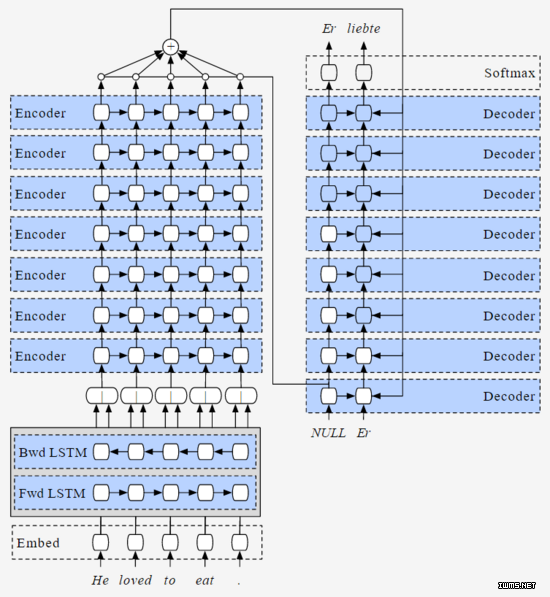 Er liebte
Softmax
Decoder
Decoder
Decoder
Decoder
Decoder
Decoder
Decoder
Decoder
NULL Er
+
Encoder
Encoder
Encoder
Encoder
Encoder
Encoder
Encoder
Bwd LSTM
Fwd LSTM
Embed
He loved to eat .
IWMS.NET